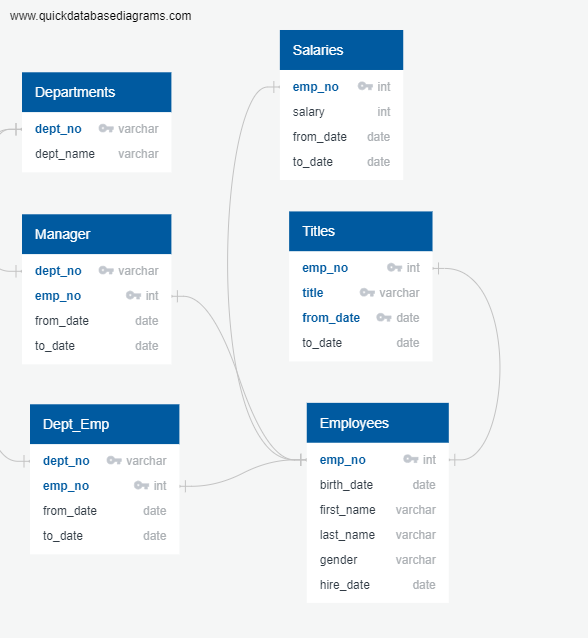 www.quickdatabasediagrams.com
Departments
dept_no varchar
dept_name varchar
Manager
dept_no varchar
emp_no int
from_date date
to_date date
Dept_Emp
dept_no varchar
emp_no int
from_date date
to_date date
Salaries
emp_no int
salary int
from_date date
to_date date
Titles
emp_no int
title varchar
from_date date
to_date date
Employees
emp_no int
birth_date date
first_name varchar
last_name varchar
gender varchar
hire_date date